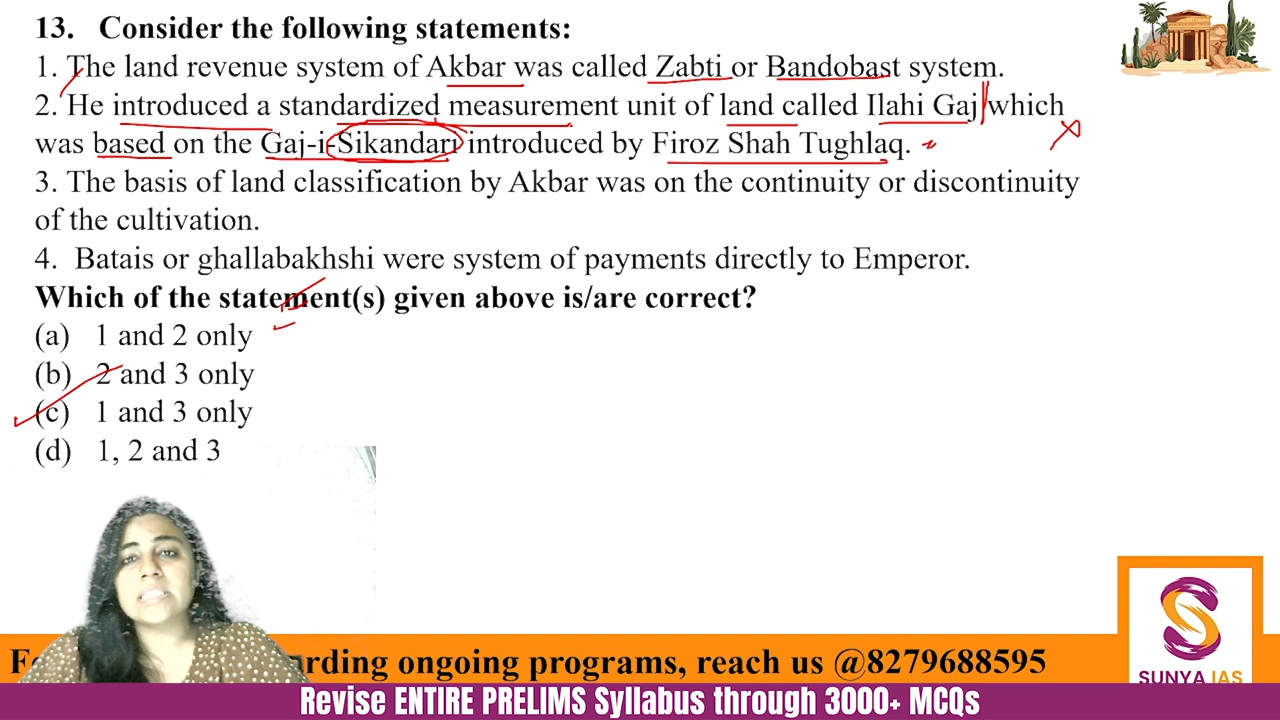 13. Consider the following statements:
1. The land revenue system of Akbar was called Zabti or Bandobast system.
2. He introduced a standardized measurement unit of land called Ilahi Gaj which
was based on the Gaj-i-Sikandari introduced by Firoz Shah Tughlaq.
3. The basis of land classification by Akbar was on the continuity or discontinuity
of the cultivation.
4. Batais or ghallabakhshi were system of payments directly to Emperor.
Which of the statement(s) given above is/are correct?
(a) 1 and 2 only
(b) 2 and 3 only
(c) 1 and 3 only
(d) 1, 2 and 3
arding ongoing programs, reach us @8279688595
SUNYA IAS
Revise ENTIRE PRELIMS Syllabus through 3000+ MCQs